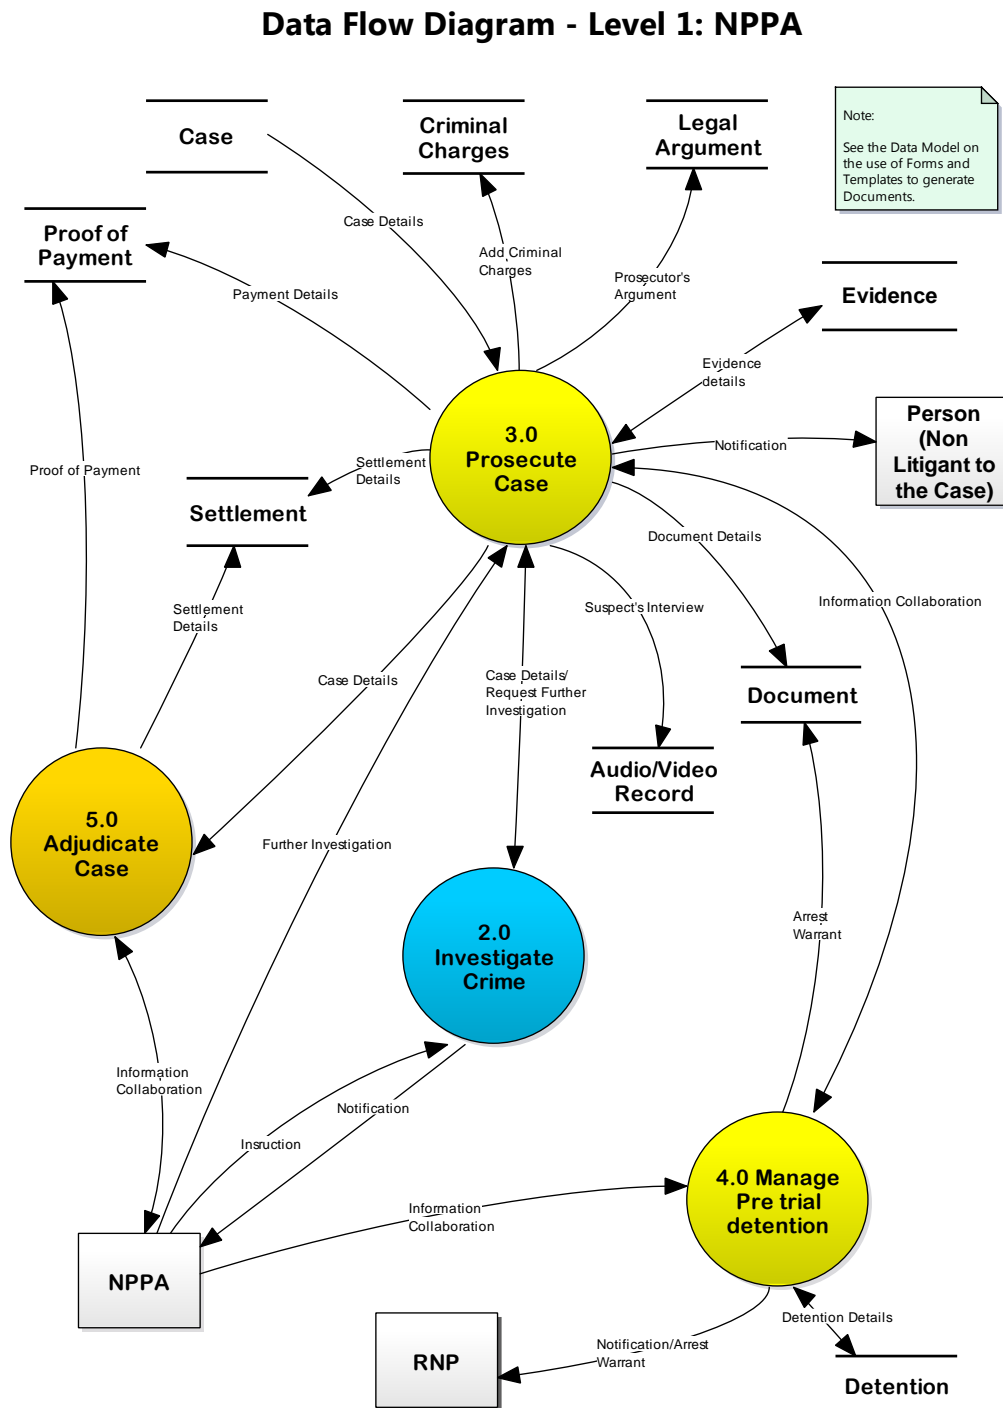 Data Flow Diagram - Level 1: NPPA
Case
Criminal
Charges
Legal
Argument
Note:
See the Data Model on
the use of Forms and
Templates to generate
Documents.
Proof of
Payment
Case Details
Add Criminal
Charges
Prosecutor's
Argument
Payment Details
Evidence
Evidence
details
Person
(Non
Litigant to
the Case)
Notification
3.0
Prosecute
Case
Proof of Payment
Settlement
Details
Settlement
Document Details
Information Collaboration
Settlement
Details
Suspect's Interview
Case Details
Case Details/
Request Further
Investigation
Document
Audio/Video
Record
5.0
Adjudicate
Case
Further Investigation
2.0
Investigate
Crime
Arrest
Warrant
Information
Collaboration
Notification
Insruction
4.0 Manage
Pre trial
detention
Information
Collaboration
NPPA
RNP
Notification/Arrest
Warrant
Detention Details
Detention